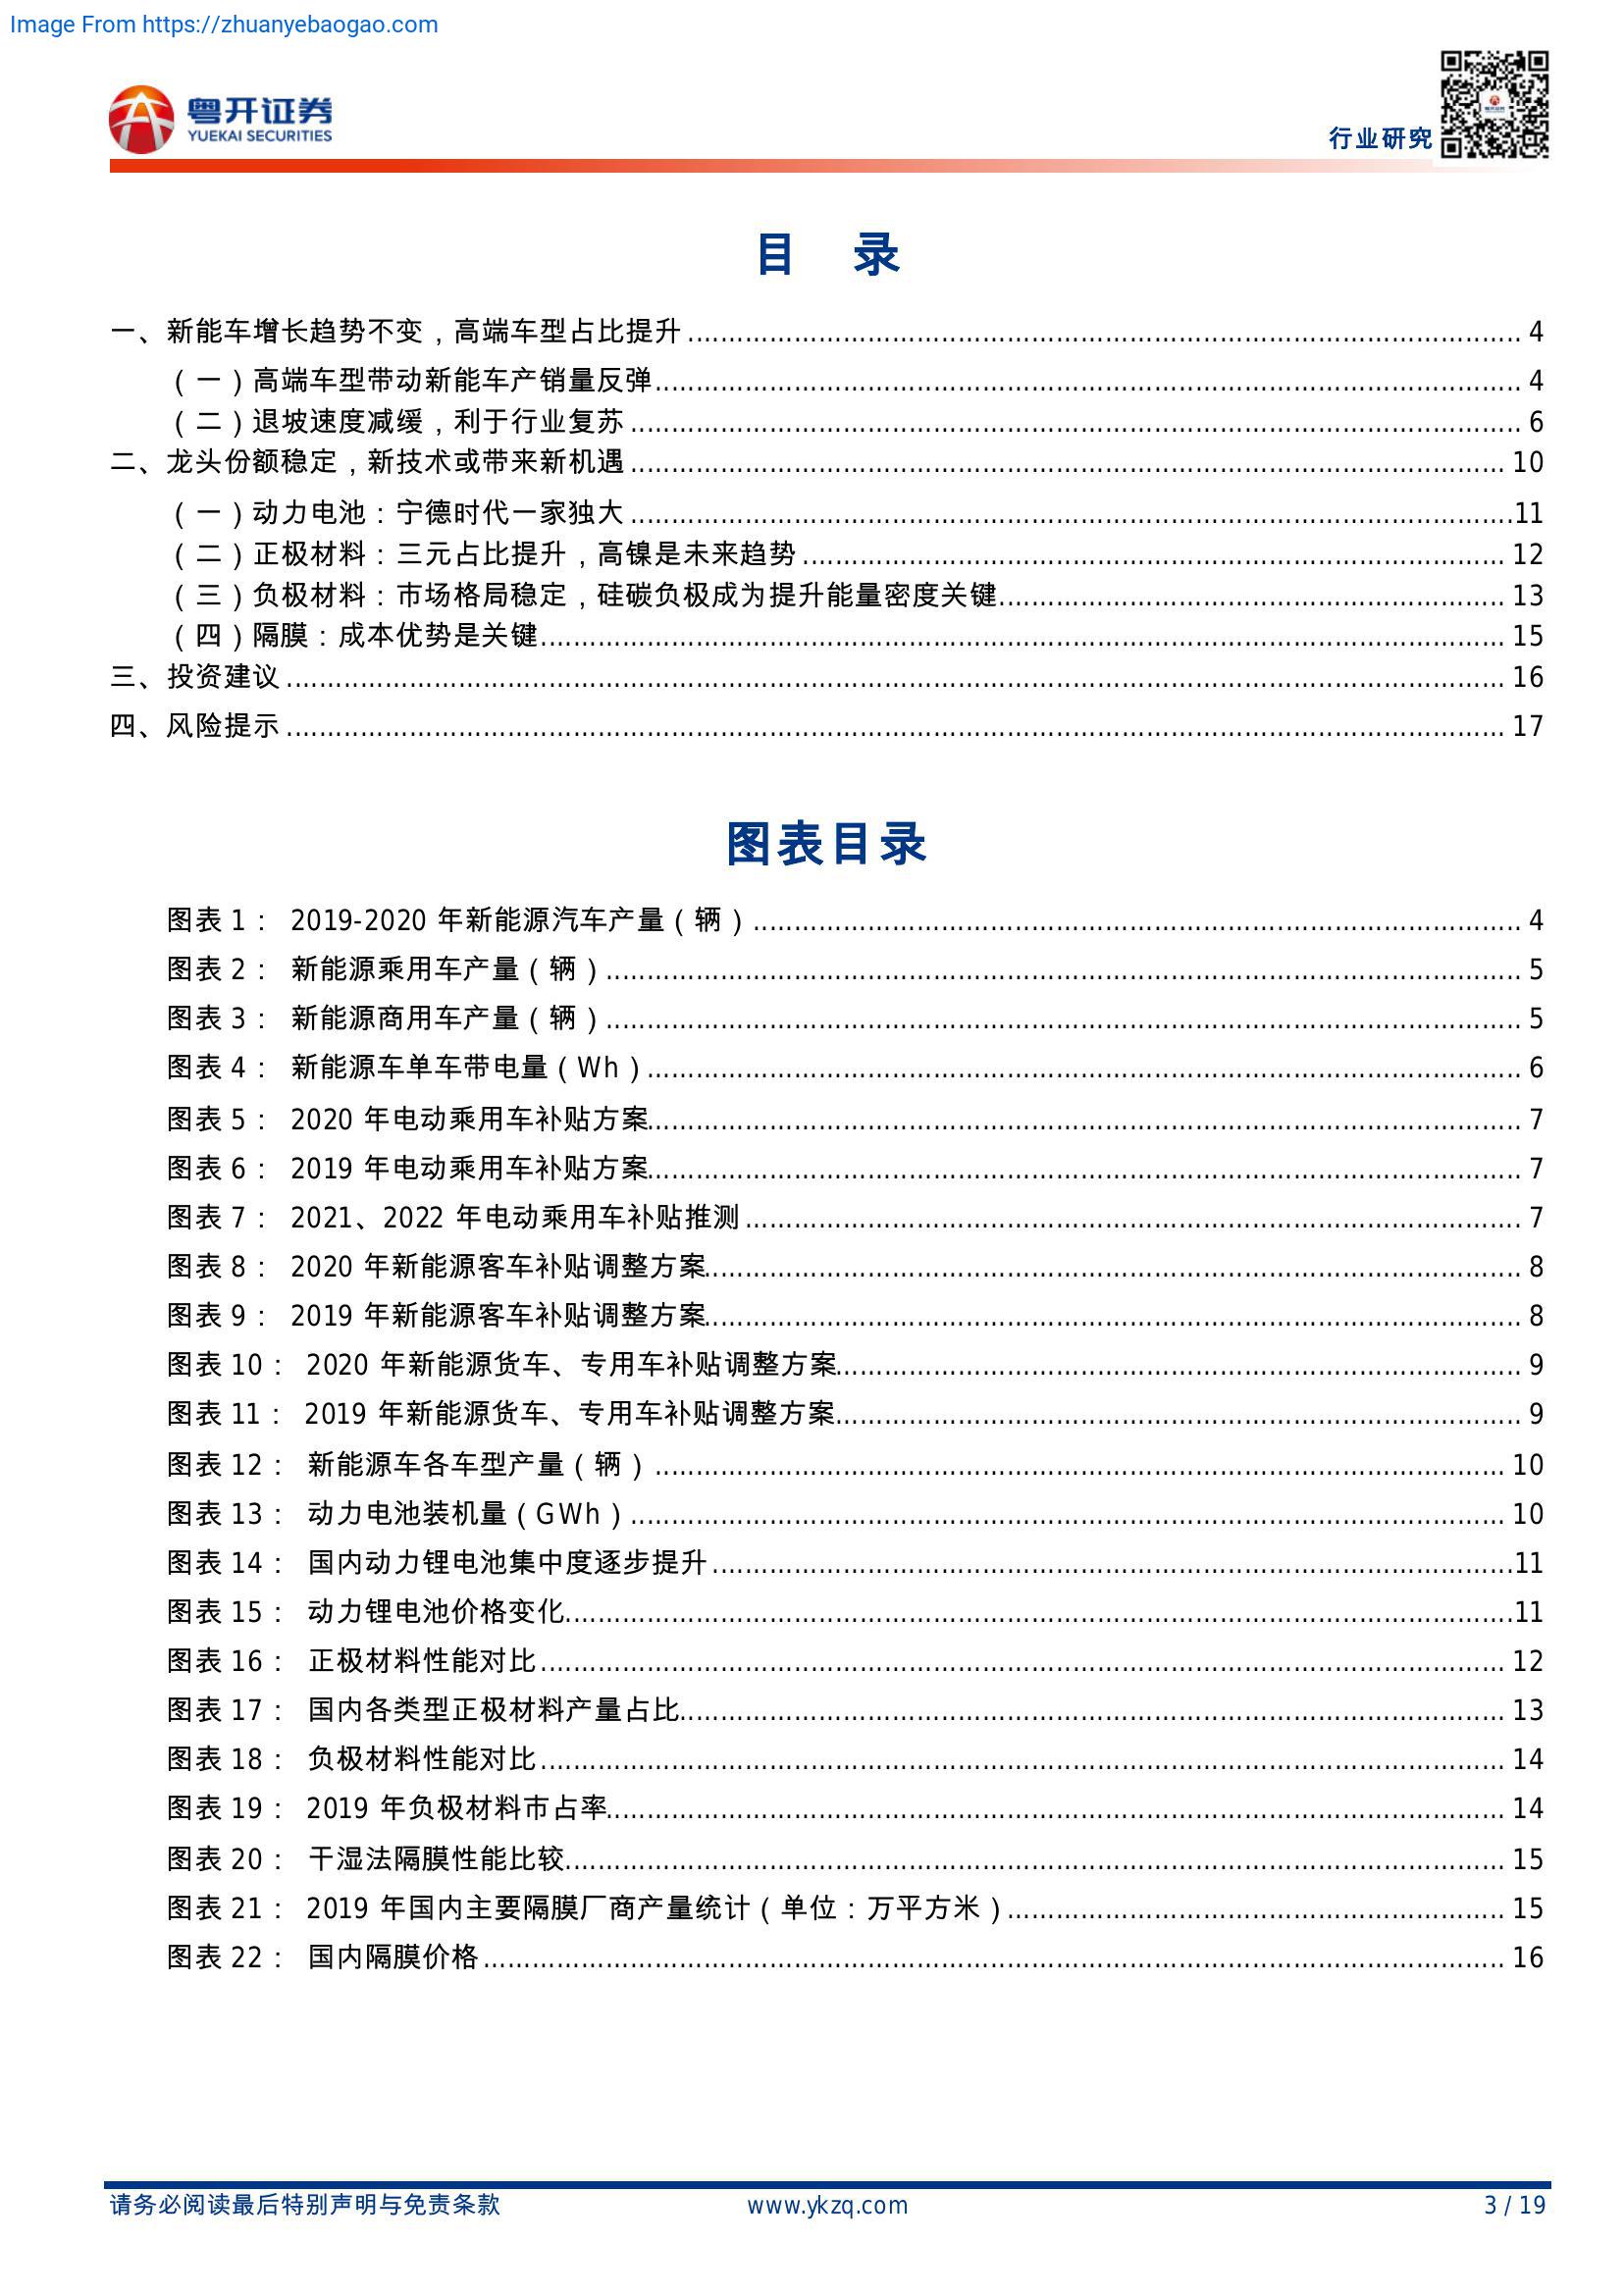 Image From https://zhuanyebaogao.com
粤开证券
YUEKAI SECURITIES
行业研究
目 录
一、新能车增长趋势不变，高端车型占比提升 4
（一）高端车型带动新能车产销量反弹 4
（二）退坡速度减缓，利于行业复苏 6
二、龙头份额稳定，新技术或带来新机遇 10
（一）动力电池：宁德时代一家独大 11
（二）正极材料：三元占比提升，高镍是未来趋势 12
（三）负极材料：市场格局稳定，硅碳负极成为提升能量密度关键 13
（四）隔膜：成本优势是关键 15
三、投资建议 16
四、风险提示 17
图表目录
图表 1： 2019-2020 年新能源汽车产量（辆） 4
图表 2： 新能源乘用车产量（辆） 5
图表 3： 新能源商用车产量（辆） 5
图表 4： 新能源车单车带电量（Wh） 6
图表 5： 2020 年电动乘用车补贴方案 7
图表 6： 2019 年电动乘用车补贴方案 7
图表 7： 2021、2022 年电动乘用车补贴推测 7
图表 8： 2020 年新能源客车补贴调整方案 8
图表 9： 2019 年新能源客车补贴调整方案 8
图表 10： 2020 年新能源货车、专用车补贴调整方案 9
图表 11： 2019 年新能源货车、专用车补贴调整方案 9
图表 12： 新能源车各车型产量（辆） 10
图表 13： 动力电池装机量（GWh） 10
图表 14： 国内动力锂电池集中度逐步提升 11
图表 15： 动力锂电池价格变化 11
图表 16： 正极材料性能对比 12
图表 17： 国内各类型正极材料产量占比 13
图表 18： 负极材料性能对比 14
图表 19： 2019 年负极材料市占率 14
图表 20： 干湿法隔膜性能比较 15
图表 21： 2019 年国内主要隔膜厂商产量统计（单位：万平方米） 15
图表 22： 国内隔膜价格 16
请务必阅读最后特别声明与免责条款
www.ykzq.com
3 / 19